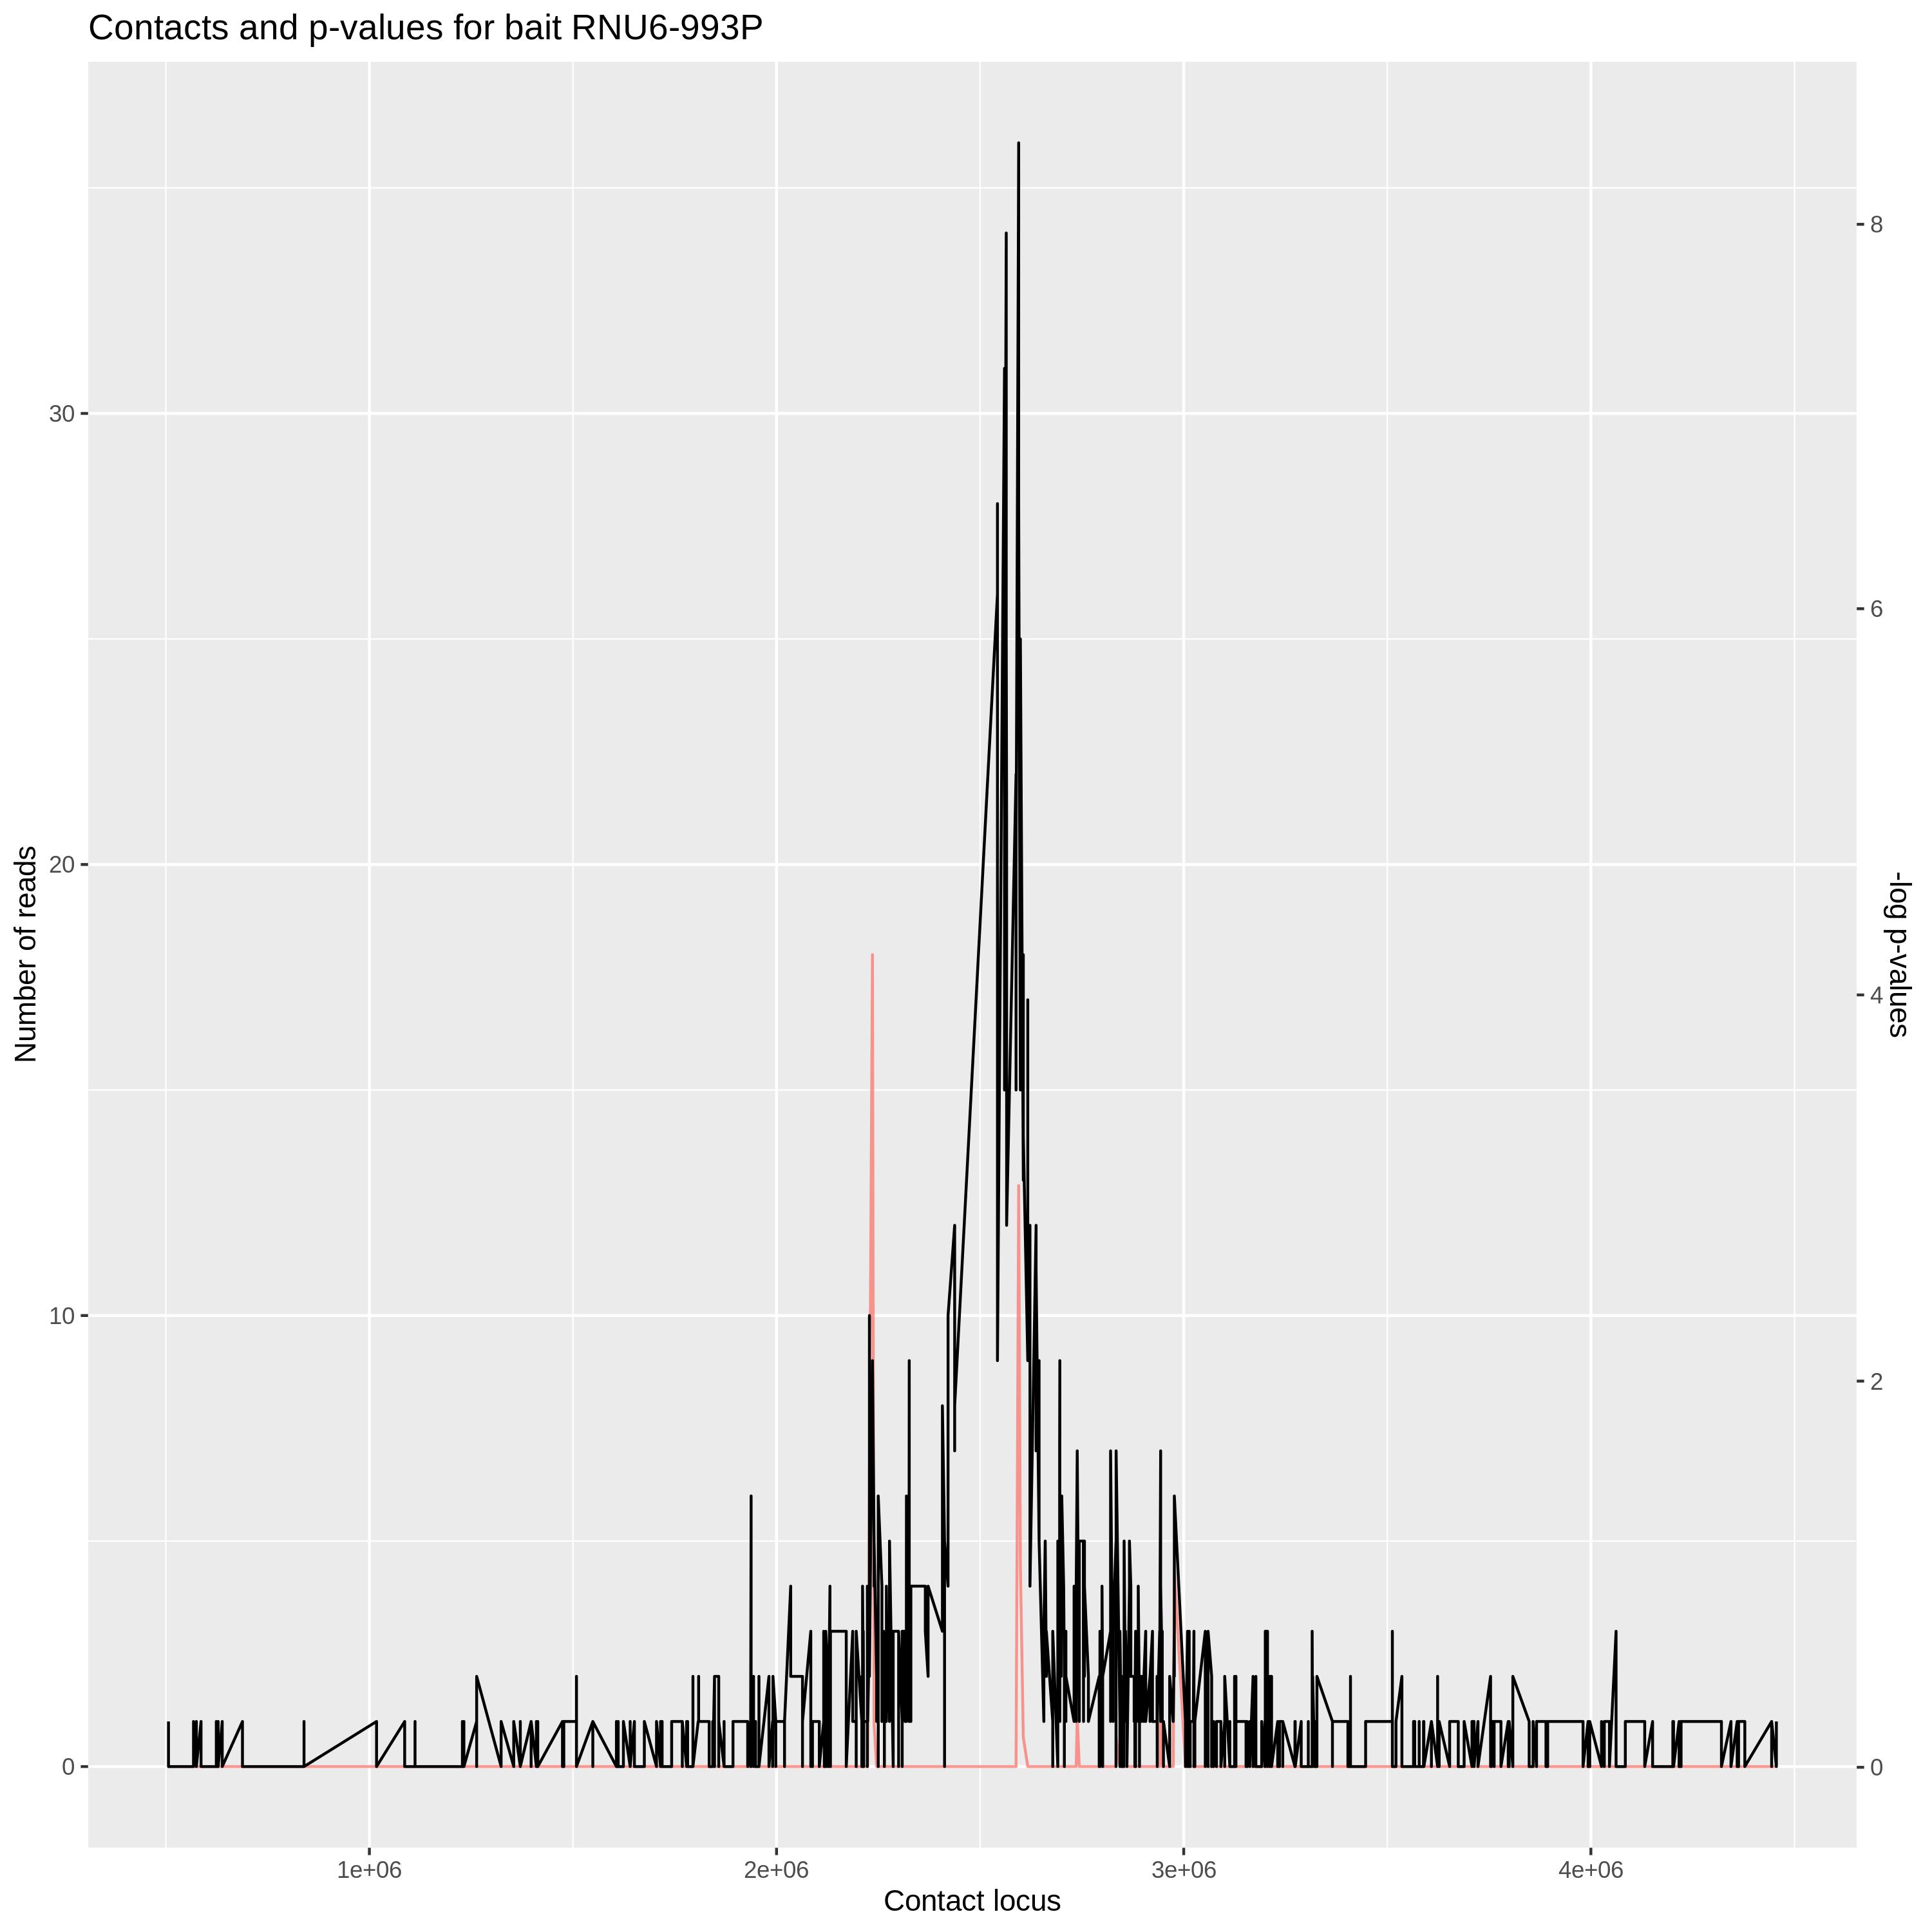 Contacts and p-values for bait RNU6-993P
Number of reads
30
20
10
0
8
6
4
2
0
-log p-values
1e+06
2e+06
3e+06
4e+06
Contact locus